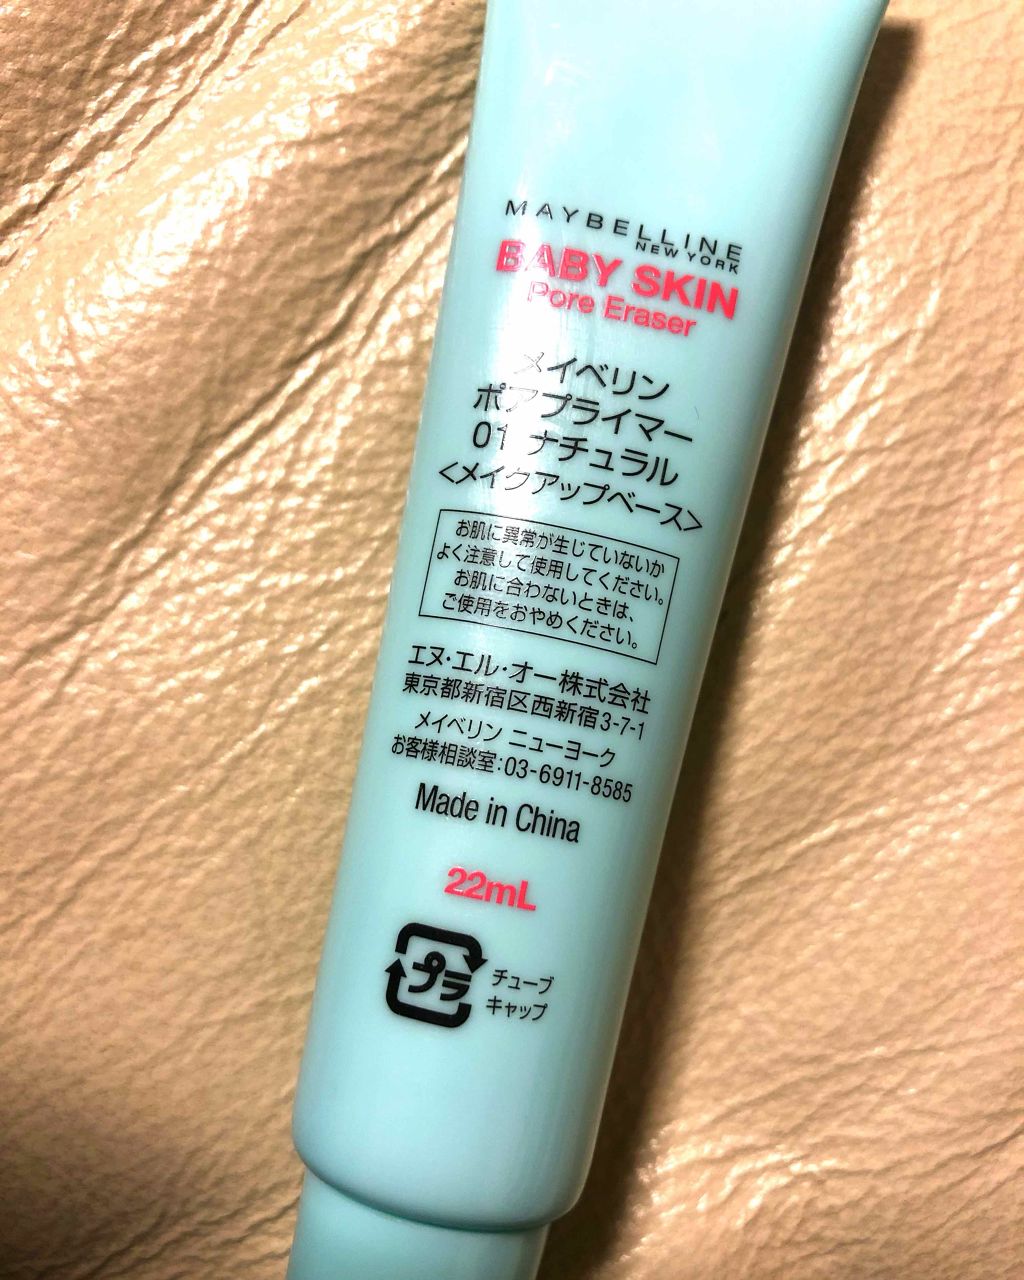 MAYBELLINE
NEW YORK
BABY SKIN
Pore Eraser
メイベリン
ポアプライマー
01 ナチュラル
<メイクアップベース>
お肌に異常が生じていないか
よく注意して使用してください。
お肌に合わないときは、
ご使用をおやめください。
エヌ・エル・オー株式会社
東京都新宿区西新宿3-7-1
メイベリン ニューヨーク
お客様相談室:03-6911-8585
Made in China
22mL
プラ
チューブ
キャップ